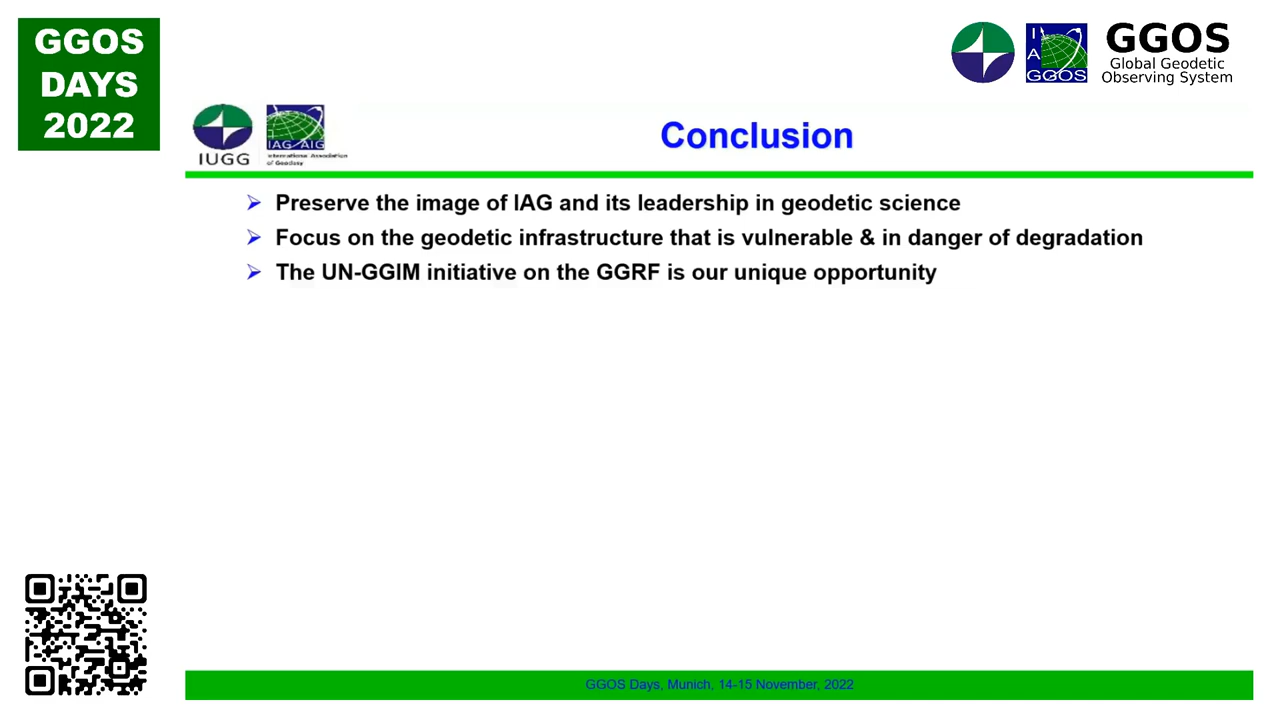 GGOS
DAYS
2022
I
A
GGOS
GGOS
Global Geodetic
Observing System
IUGG
IAG AIG
International Association
of Geodesy
Conclusion
Preserve the image of IAG and its leadership in geodetic science
Focus on the geodetic infrastructure that is vulnerable & in danger of degradation
The UN-GGIM initiative on the GGRF is our unique opportunity
GGOS Days, Munich, 14-15 November, 2022